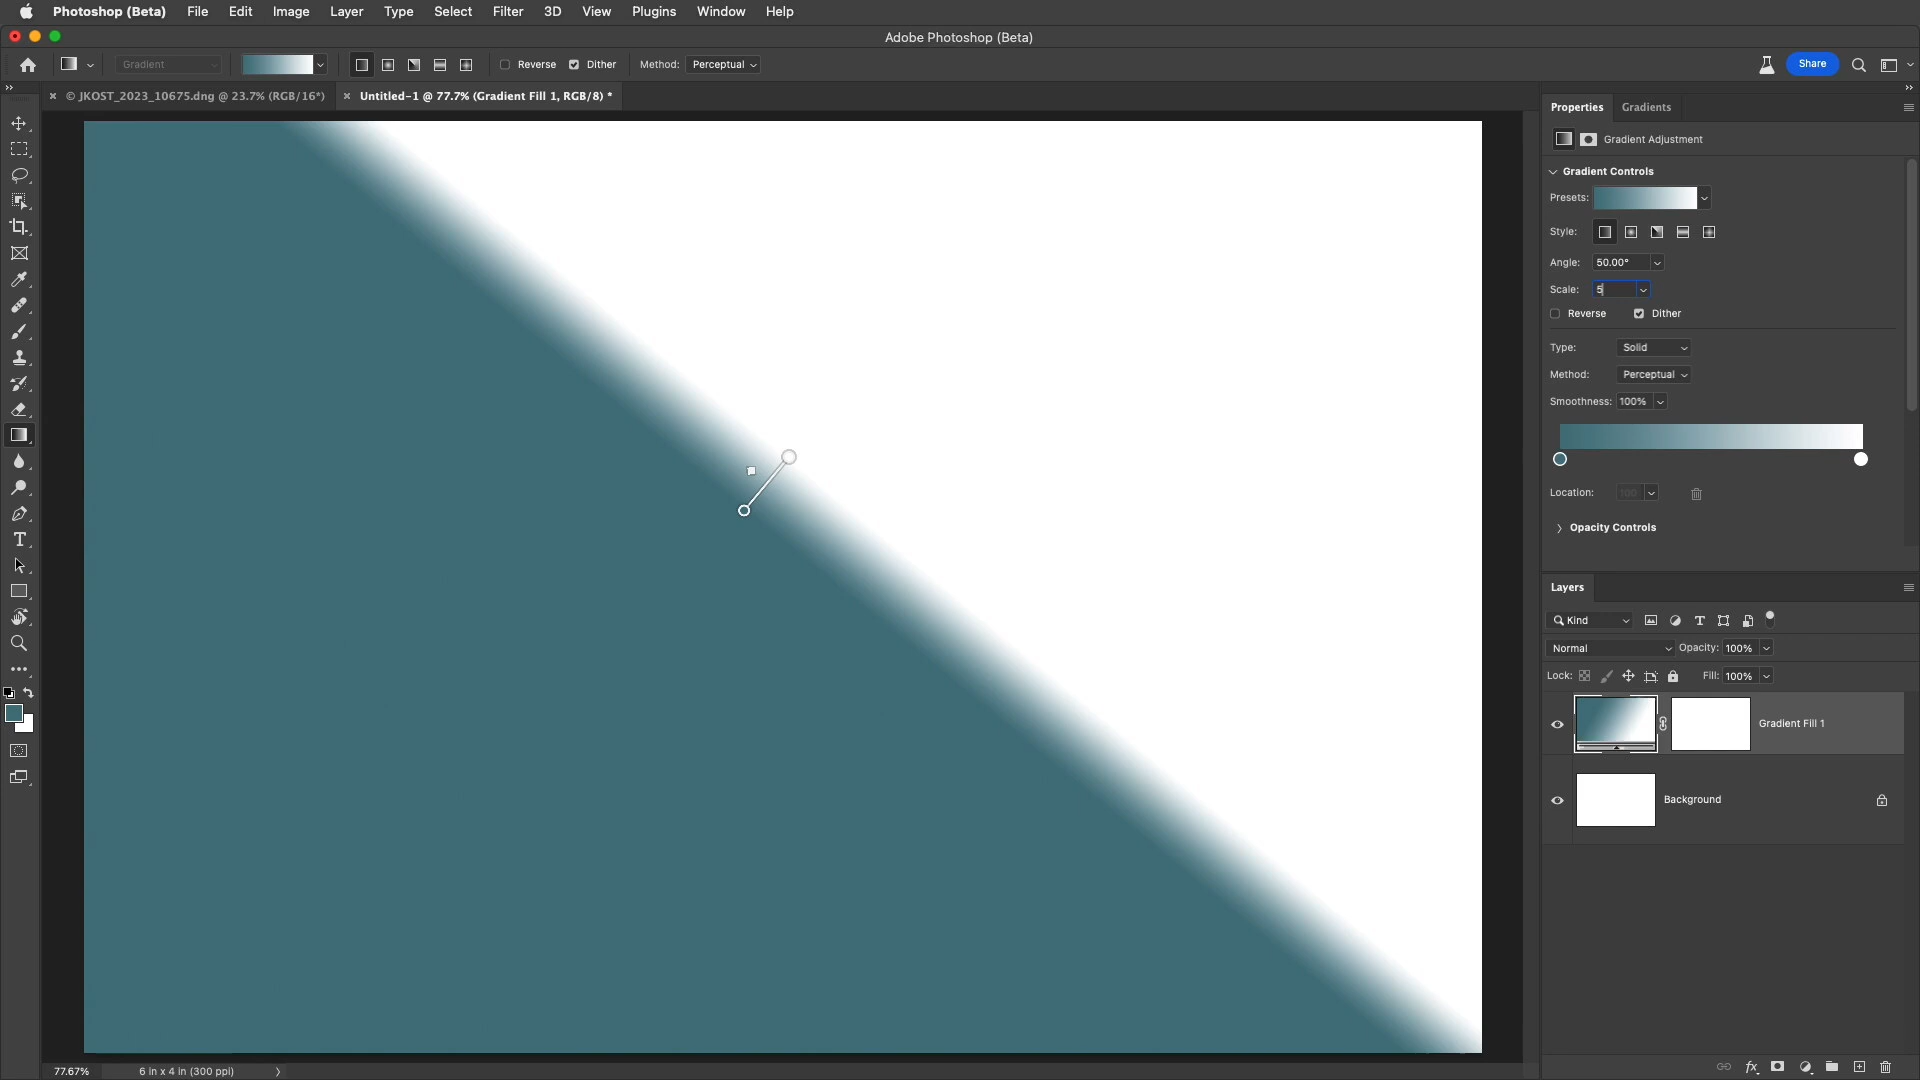 Photoshop (Beta) File Edit Image Layer Type Select Filter 3D View Plugins Window Help
Adobe Photoshop (Beta)
Gradient Reverse Dither Method: Perceptual Share
© JKOST_2023_10675.dng @ 23.7% (RGB/16*) Untitled-1 @ 77.7% (Gradient Fill 1, RGB/8) *
Properties Gradients
Gradient Adjustment
Gradient Controls
Presets:
Style:
Angle: 50.00°
Scale: 5
Reverse Dither
Type: Solid
Method: Perceptual
Smoothness: 100%
Location: 100
Opacity Controls
Layers
Kind
Normal Opacity: 100%
Lock: Fill: 100%
Gradient Fill 1
Background
77.67% 6 in x 4 in (300 ppi)